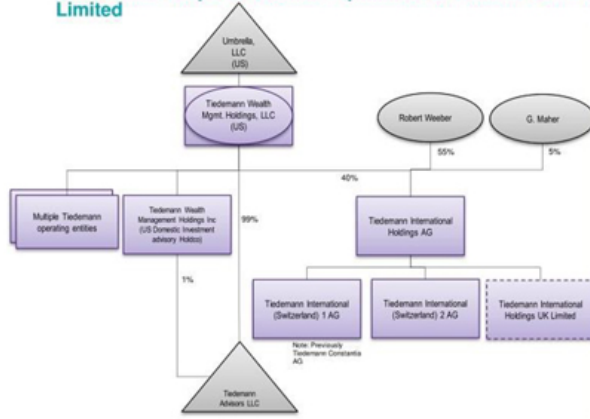 Limited
Umbrella,
LLC
(US)
Tiedemann Wealth
Mgmt. Holdings, LLC
(US)
Robert Weeber
G. Maher
55%
5%
40%
Multiple Tiedemann
operating entities
Tiedemann Wealth
Management Holdings Inc
(US Domestic Investment
advisory Holdco)
99%
Tiedemann International
Holdings AG
1%
Tiedemann International
(Switzerland) 1 AG
Tiedemann International
(Switzerland) 2 AG
Tiedemann International
Holdings UK Limited
Note: Previously
Tiedemann Constantia
AG.
Tiedemann
Advisors LLC